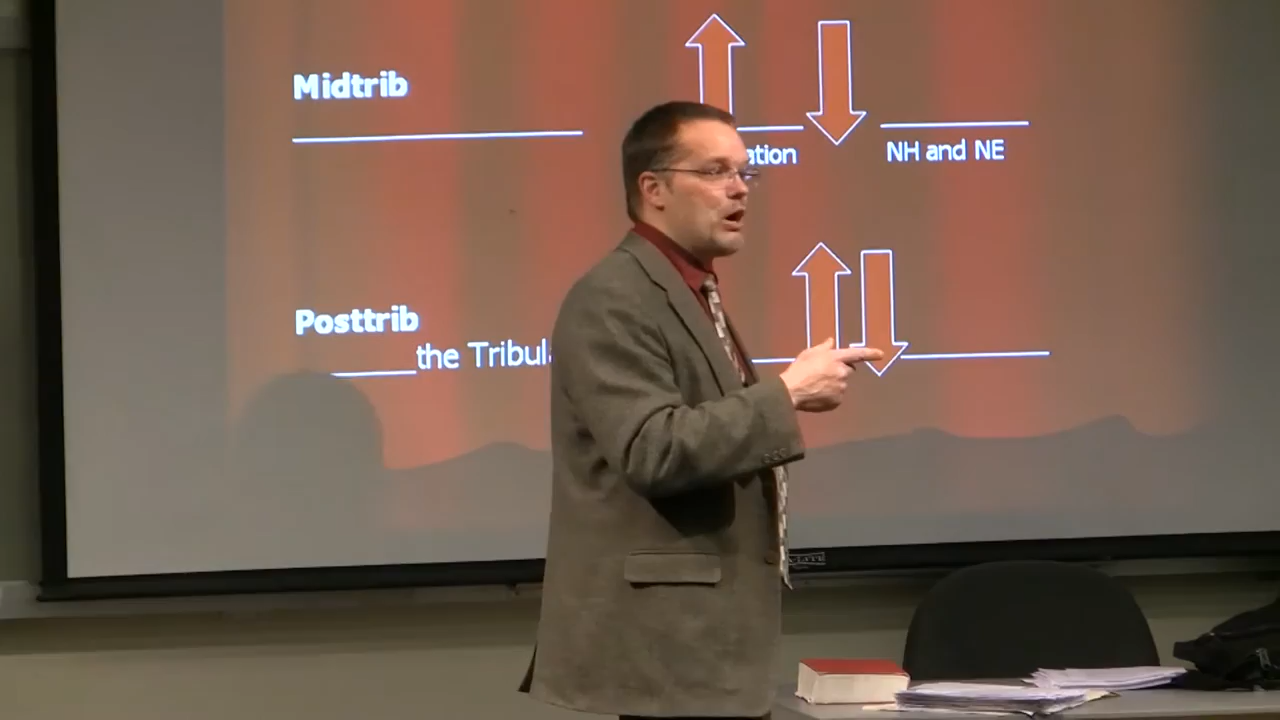 Midtrib
ation
NH and NE
Posttrib
the Tribul